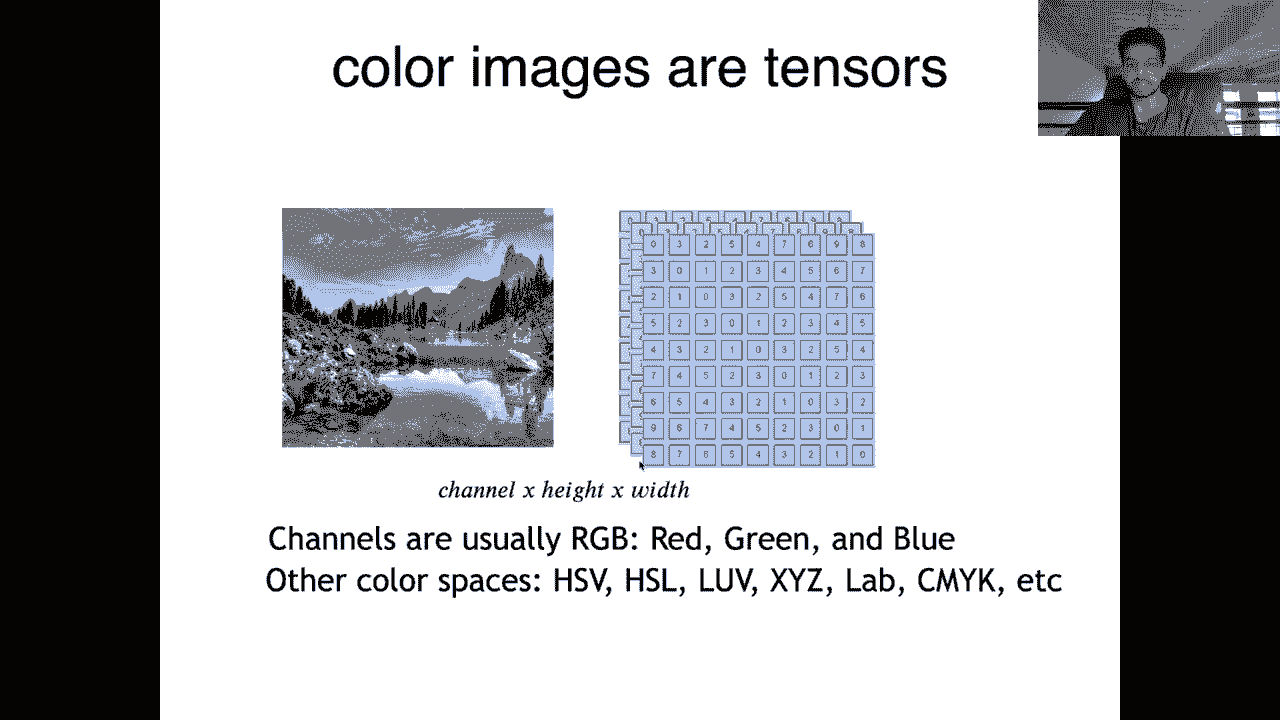 color images are tensors
0 3 2 5 4 7 6 9 8
3 0 1 2 3 4 5 6 7
2 1 0 3 2 5 4 7 6
5 2 3 0 1 2 3 4 5
4 3 2 1 0 3 2 5 4
7 4 5 2 3 0 1 2 3
6 5 4 3 2 1 0 3 2
9 6 7 4 5 2 3 0 1
8 7 6 5 4 3 2 1 0
channel x height x width
Channels are usually RGB: Red, Green, and Blue
Other color spaces: HSV, HSL, LUV, XYZ, Lab, CMYK, etc